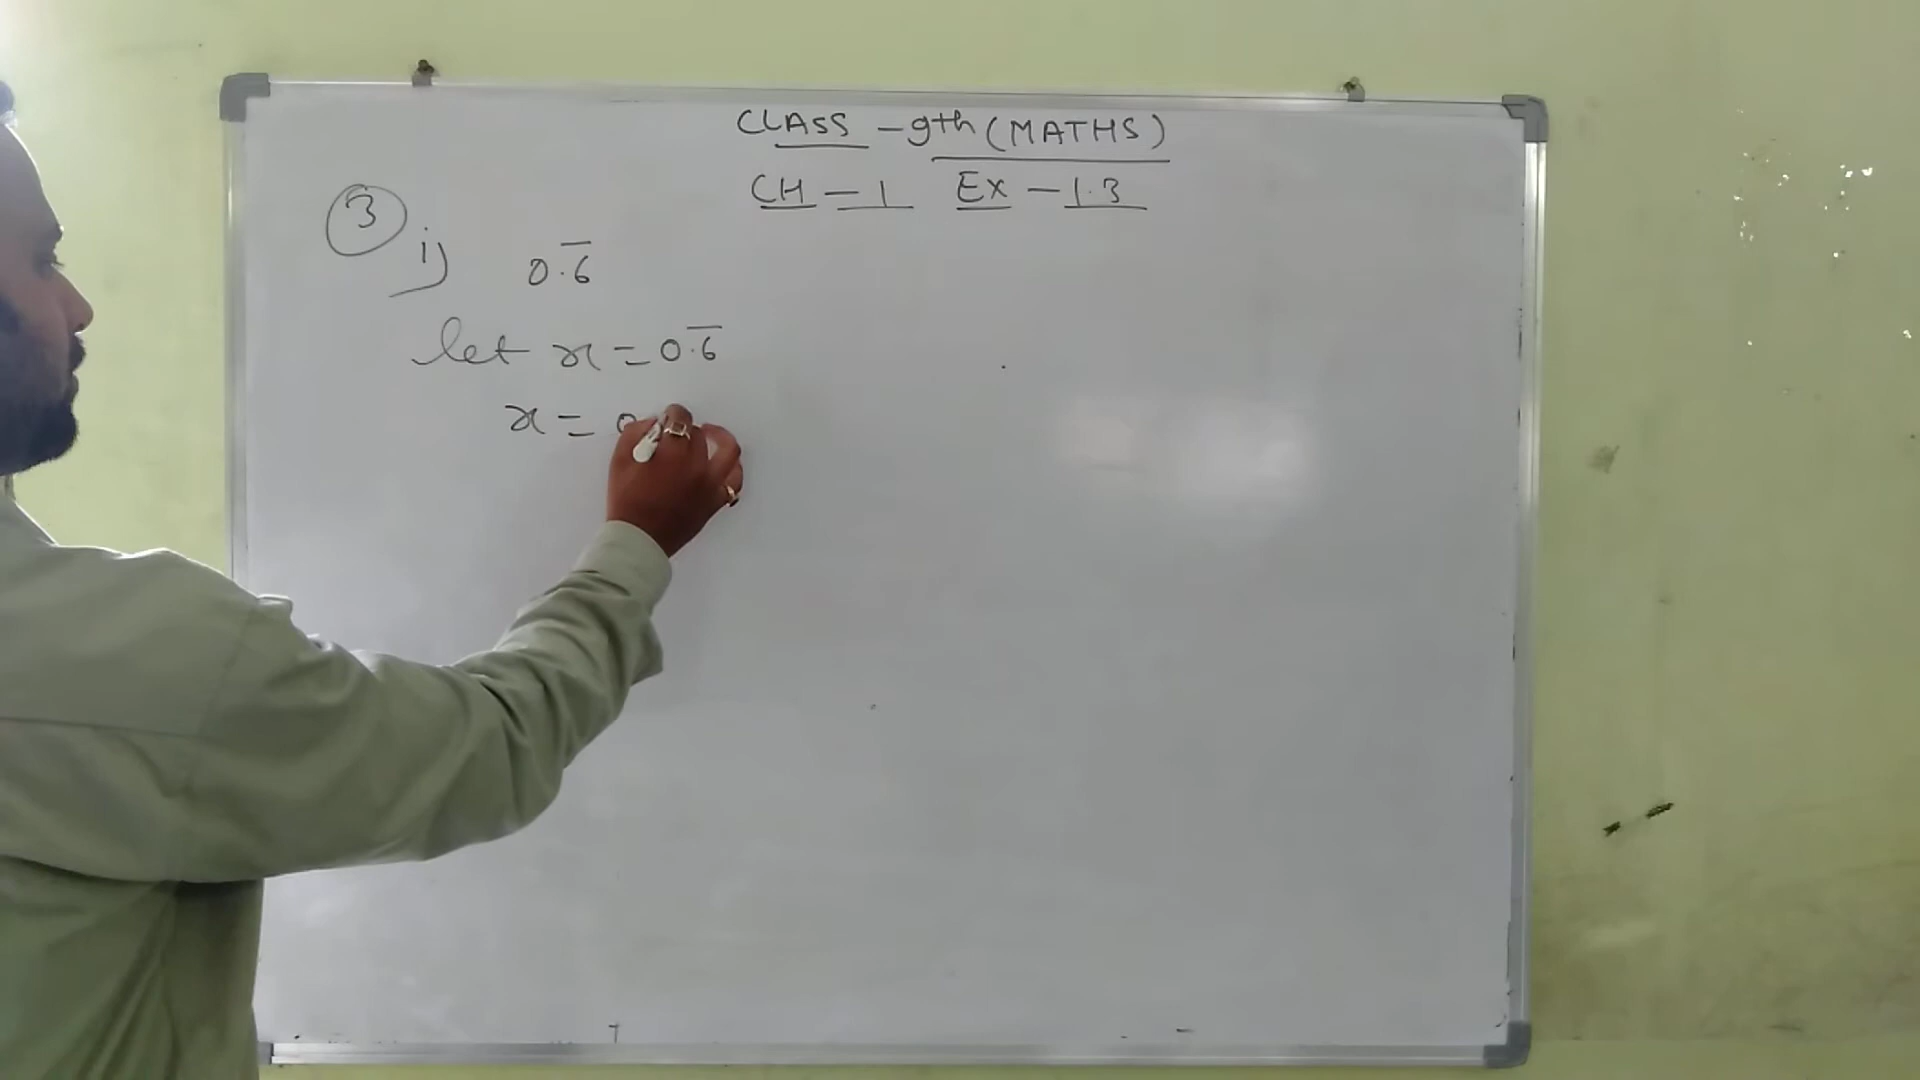 CLASS - 9th (MATHS)
CH - 1 Ex - 1.3
3
i) 0.6̅
let x = 0.6̅
x = 0